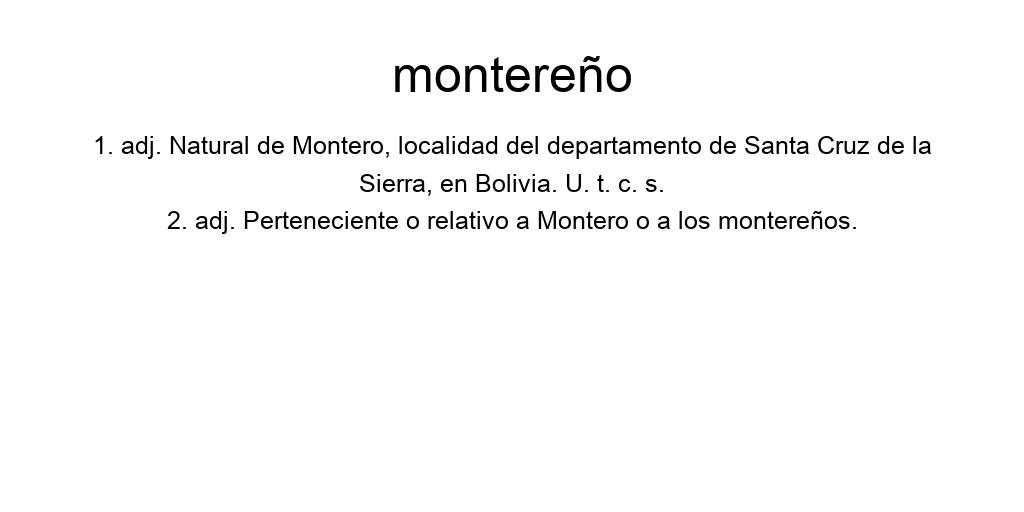 montereño
1. adj. Natural de Montero, localidad del departamento de Santa Cruz de la
Sierra, en Bolivia. U. t. c. s.
2. adj. Perteneciente o relativo a Montero o a los montereños.